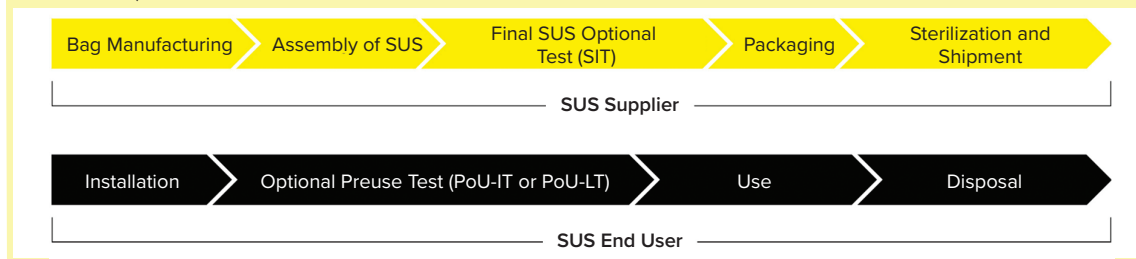 Bag Manufacturing
Assembly of SUS
Final SUS Optional
Test (SIT)
Packaging
Sterilization and
Shipment
SUS Supplier
Installation
Optional Preuse Test (PoU-IT or PoU-LT)
Use
Disposal
SUS End User